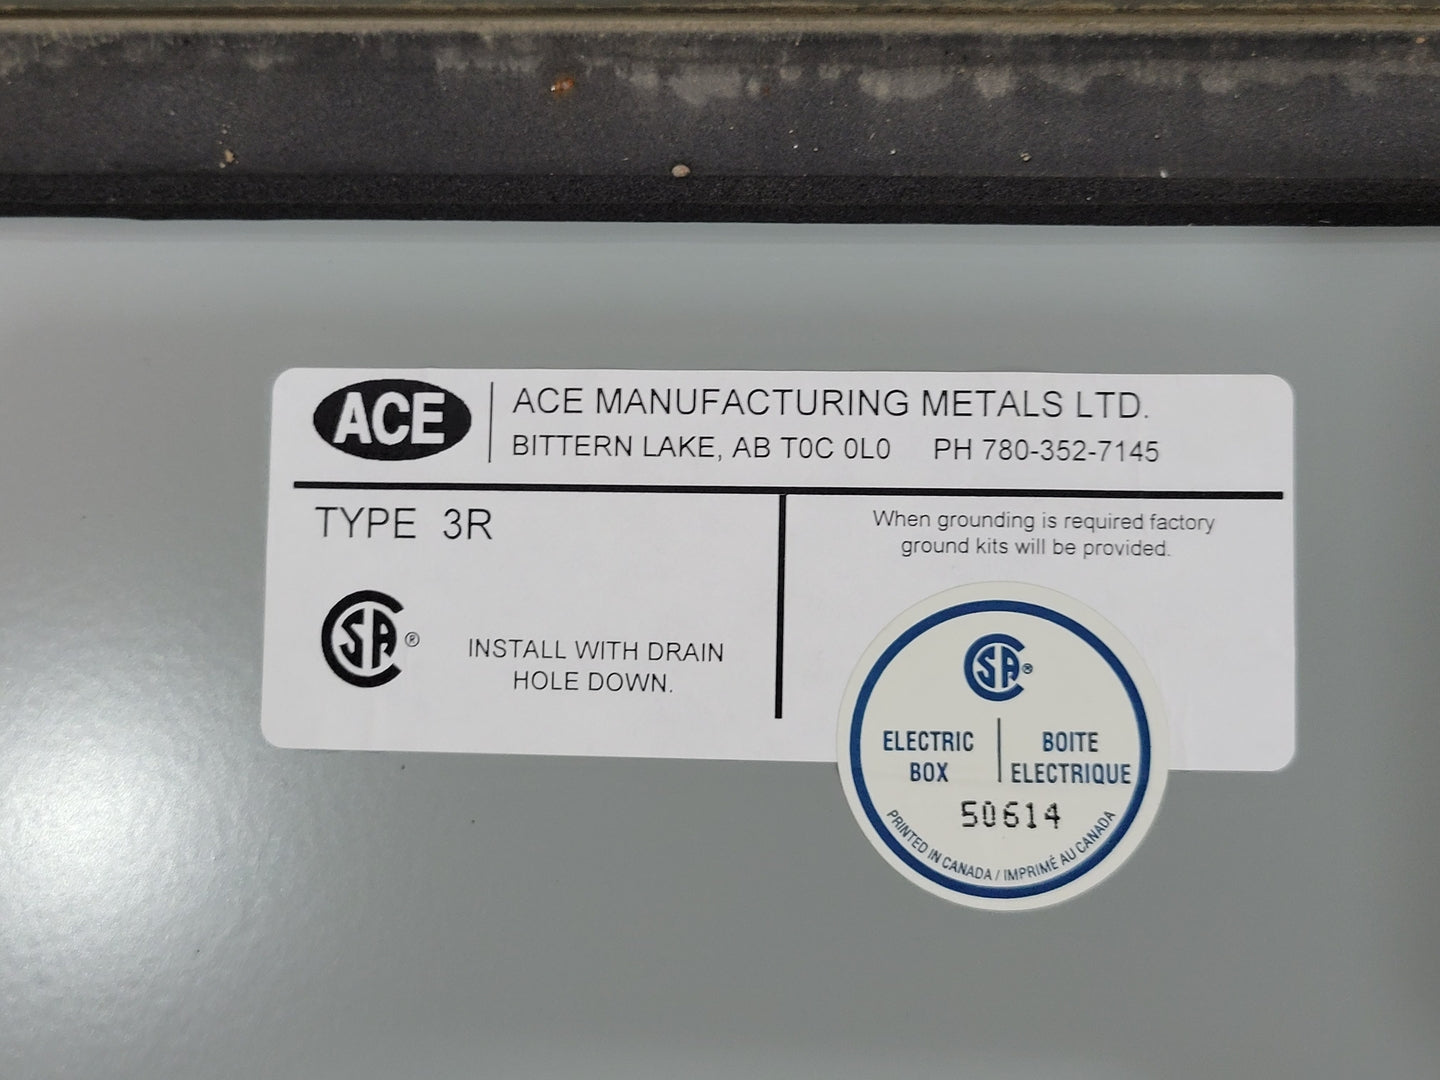 ACE
ACE MANUFACTURING METALS LTD.
BITTERN LAKE, AB T0C 0L0 PH 780-352-7145
TYPE 3R
CSA®
INSTALL WITH DRAIN
HOLE DOWN.
When grounding is required factory
ground kits will be provided.
CSA®
ELECTRIC
BOX
BOITE
ELECTRIQUE
50614
PRINTED IN CANADA / IMPRIMÉ AU CANADA